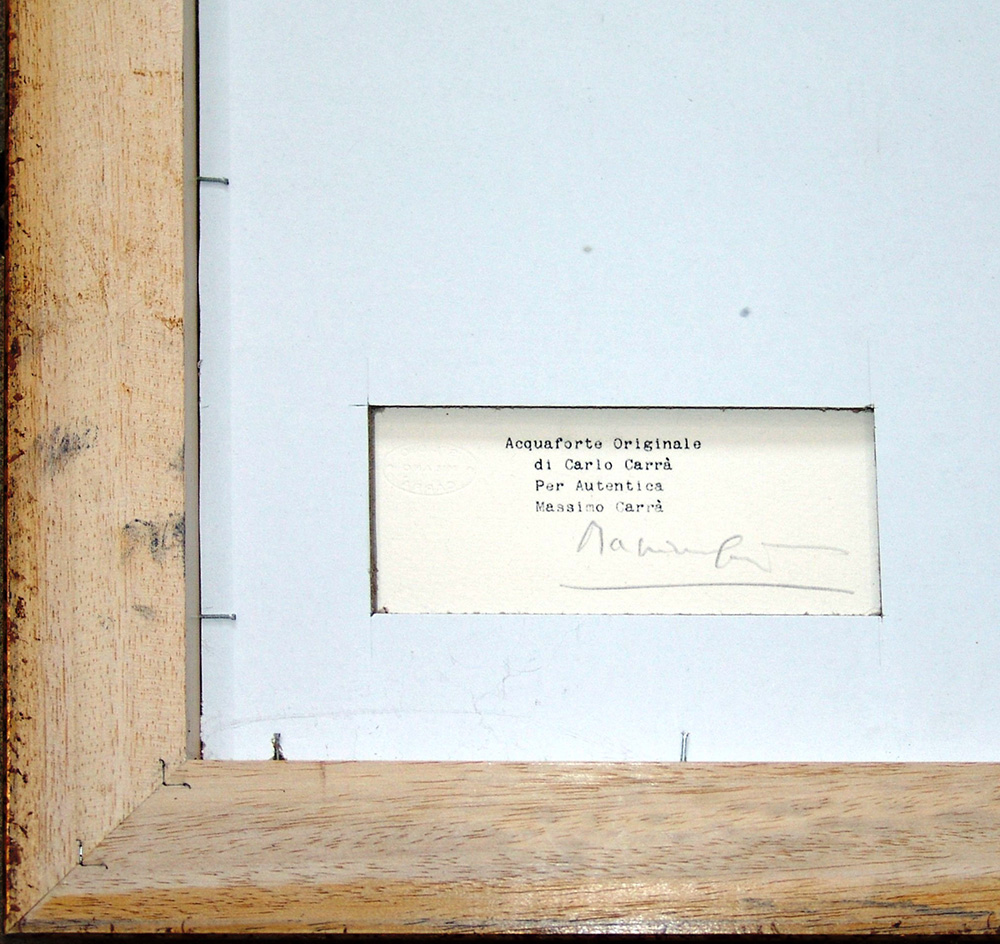 Acquaforte Originale
di Carlo Carrà
Per Autentica
Massimo Carrà